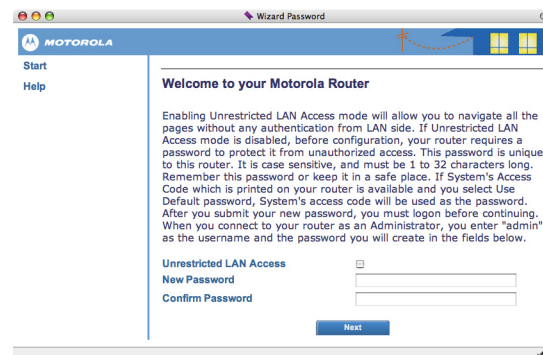 Wizard Password
MOTOROLA
Start
Help
Welcome to your Motorola Router
Enabling Unrestricted LAN Access mode will allow you to navigate all the
pages without any authentication from LAN side. If Unrestricted LAN
Access mode is disabled, before configuration, your router requires a
password to protect it from unauthorized access. This password is unique
to this router. It is case sensitive, and must be 1 to 32 characters long.
Remember this password or keep it in a safe place. If System's Access
Code which is printed on your router is available and you select Use
Default password, System's access code will be used as the password.
After you submit your new password, you must logon before continuing.
When you connect to your router as an Administrator, you enter "admin"
as the username and the password you will create in the fields below.
Unrestricted LAN Access
New Password
Confirm Password
Next